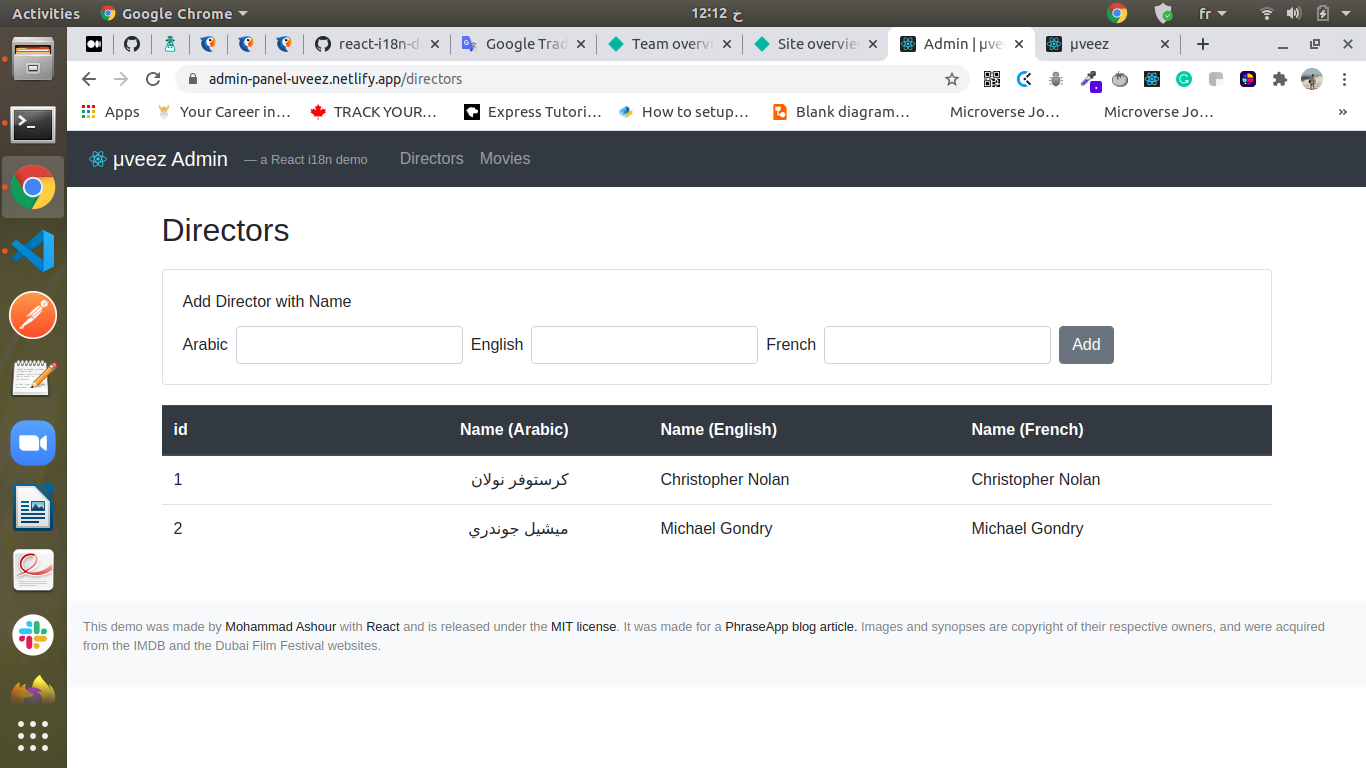 Activities Google Chrome 12:12 خ fr
react-i18n-d Google Trad Team overvi Site overvie Admin | μve μveez
admin-panel-uveez.netlify.app/directors
Apps Your Career in… TRACK YOUR… Express Tutori… How to setup… Blank diagram… Microverse Jo… Microverse Jo… »
μveez Admin — a React i18n demo Directors Movies
Directors
Add Director with Name
Arabic English French Add
id Name (Arabic) Name (English) Name (French)
1 كرستوفر نولان Christopher Nolan Christopher Nolan
2 ميشيل جوندري Michael Gondry Michael Gondry
This demo was made by Mohammad Ashour with React and is released under the MIT license. It was made for a PhraseApp blog article. Images and synopses are copyright of their respective owners, and were acquired
from the IMDB and the Dubai Film Festival websites.